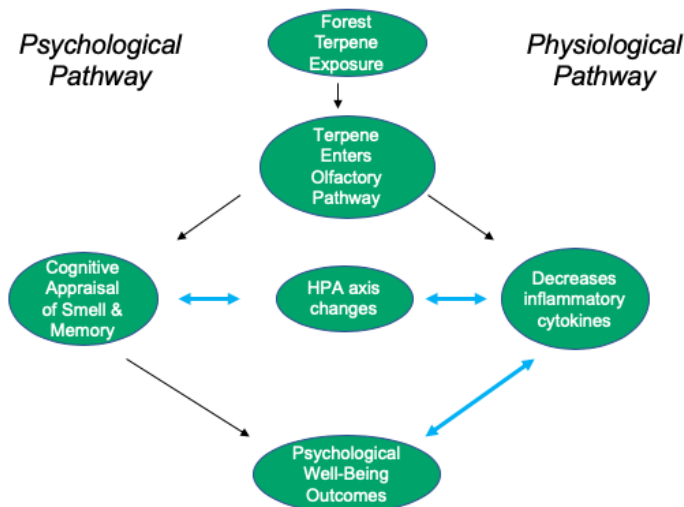 Psychological
Pathway
Forest
Terpene
Exposure
Physiological
Pathway
Terpene
Enters
Olfactory
Pathway
Cognitive
Appraisal
of Smell &
Memory
HPA axis
changes
Decreases
inflammatory
cytokines
Psychological
Well-Being
Outcomes